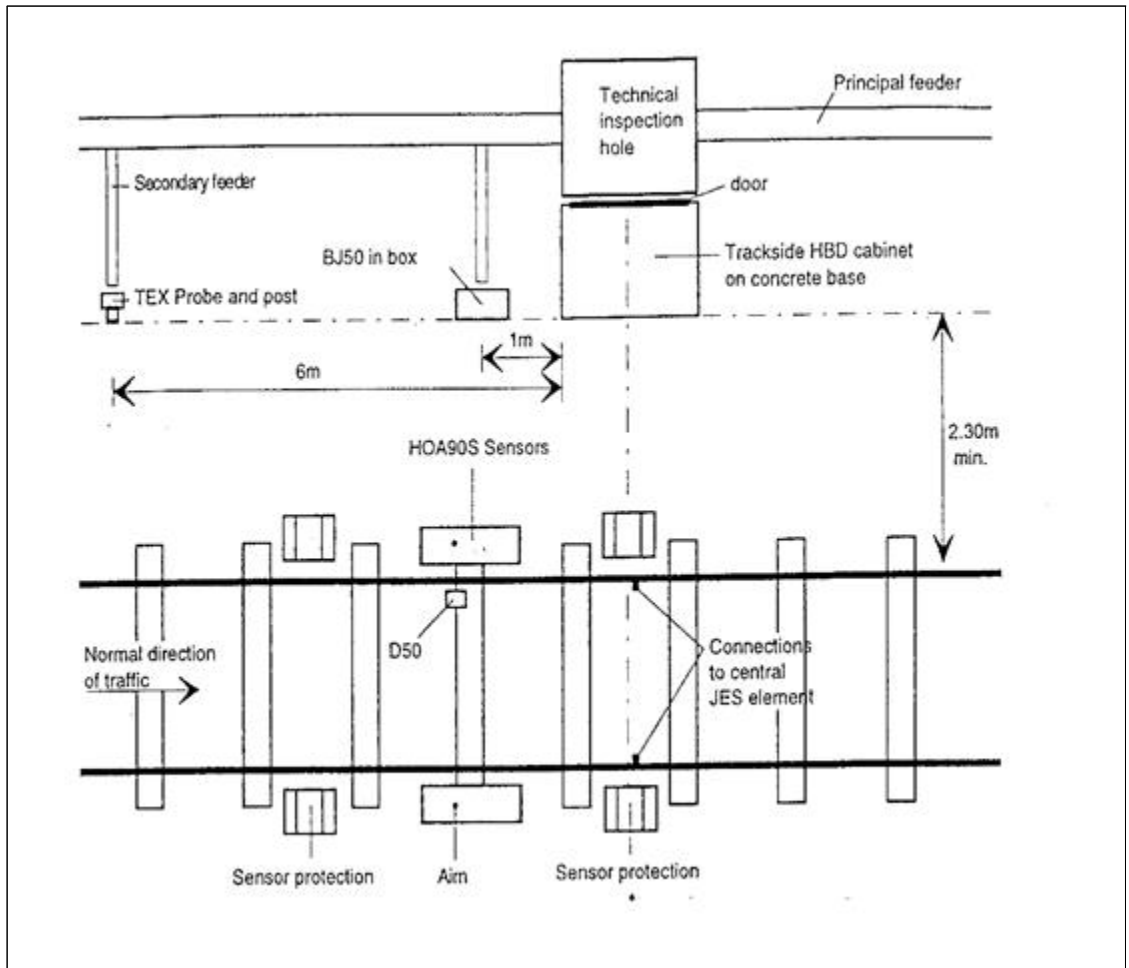 Technical
inspection
hole
Principal feeder
Secondary feeder
door
BJ50 in box
Trackside HBD cabinet
on concrete base
TEX Probe and post
1m
6m
2.30m
min.
HOA90S Sensors
D50
Normal direction
of traffic
Connections
to central
JES element
Sensor protection
Aim
Sensor protection